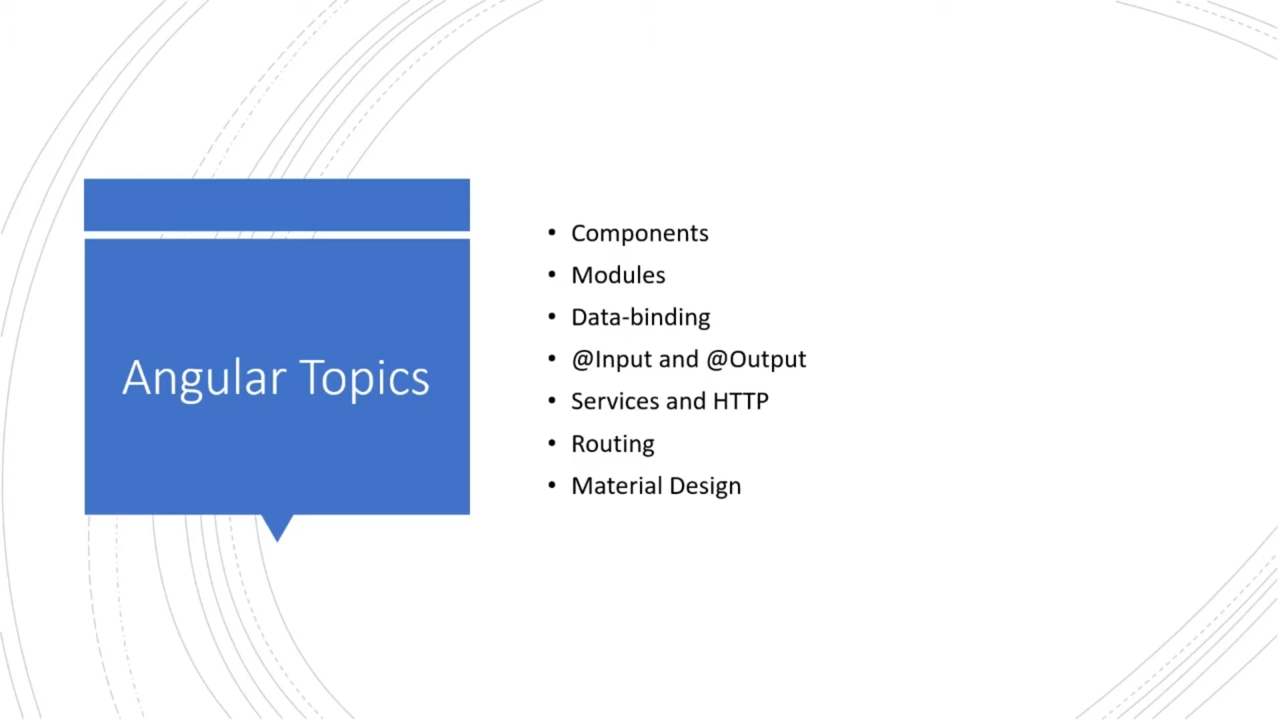 Angular Topics
• Components
• Modules
• Data-binding
• @Input and @Output
• Services and HTTP
• Routing
• Material Design